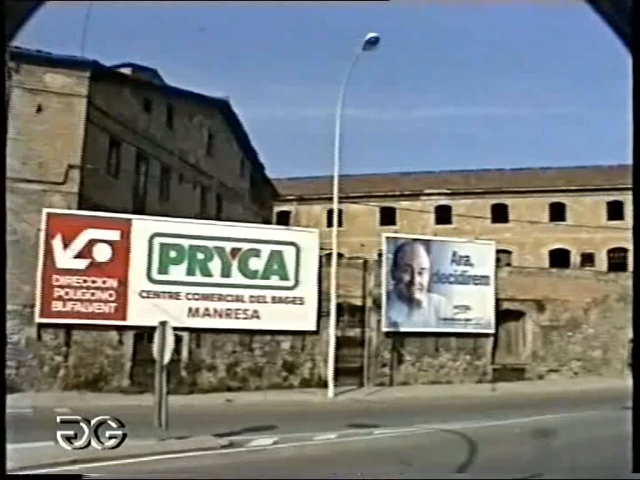 DIRECCION
POLIGONO
BUFALVENT
PRYCA
CENTRE COMERCIAL DEL BAGES
MANRESA
Ara,
decidirem